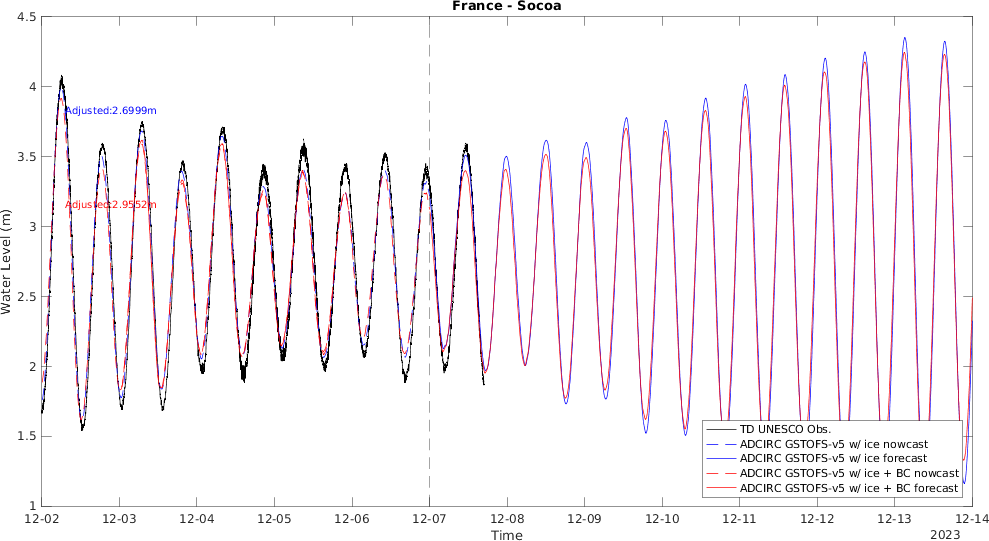 France - Socoa
4.5
4
3.5
3
2.5
2
1.5
1
Water Level (m)
Adjusted:2.6999m
Adjusted:2.9552m
TD UNESCO Obs.
ADCIRC GSTOFS-v5 w/ ice nowcast
ADCIRC GSTOFS-v5 w/ ice forecast
ADCIRC GSTOFS-v5 w/ ice + BC nowcast
ADCIRC GSTOFS-v5 w/ ice + BC forecast
12-02 12-03 12-04 12-05 12-06 12-07 12-08 12-09 12-10 12-11 12-12 12-13 12-14
Time
2023